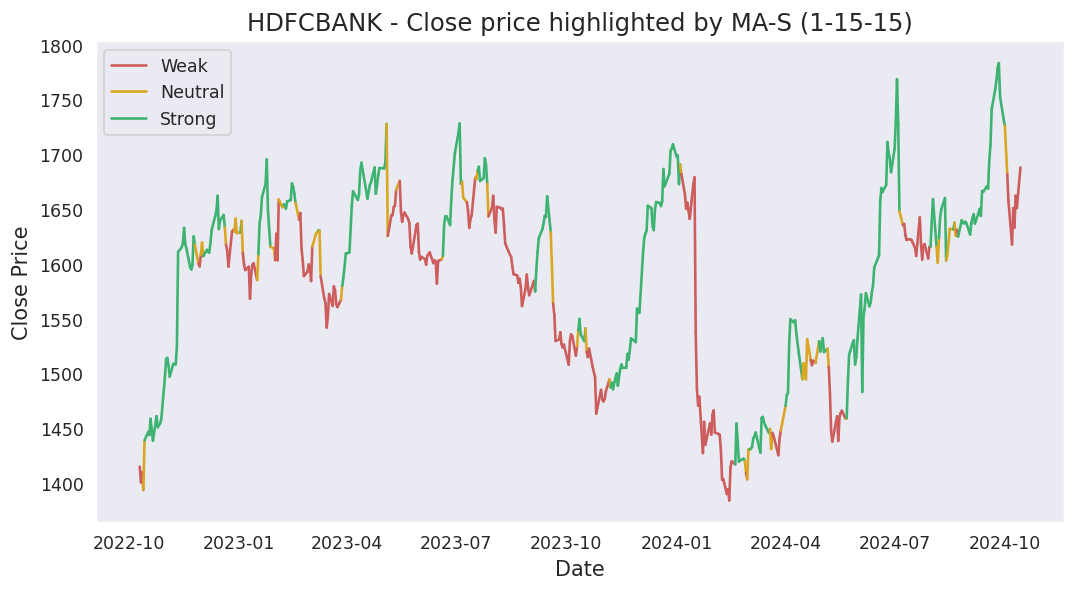 HDFCBANK - Close price highlighted by MA-S (1-15-15)
Weak
Neutral
Strong
1800
1750
1700
1650
1600
1550
1500
1450
1400
Close Price
2022-10 2023-01 2023-04 2023-07 2023-10 2024-01 2024-04 2024-07 2024-10
Date